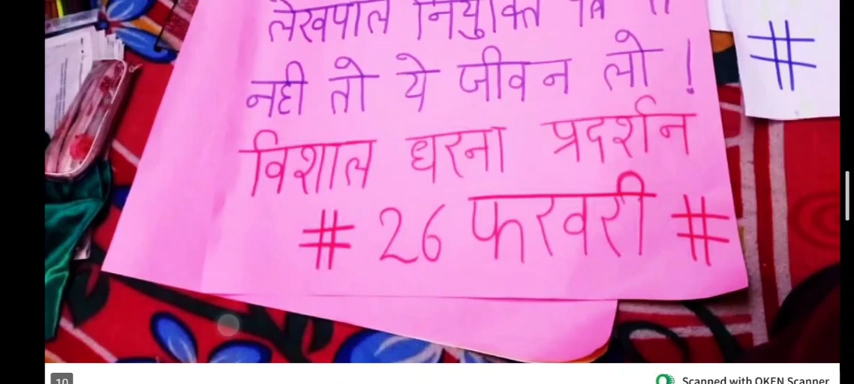 लेखपाल नियुक्ति
नही तो ये जीवन लो !
विशाल धरना प्रदर्शन
# 26 फरवरी #
#
10
Scanned with OKEN Scanner